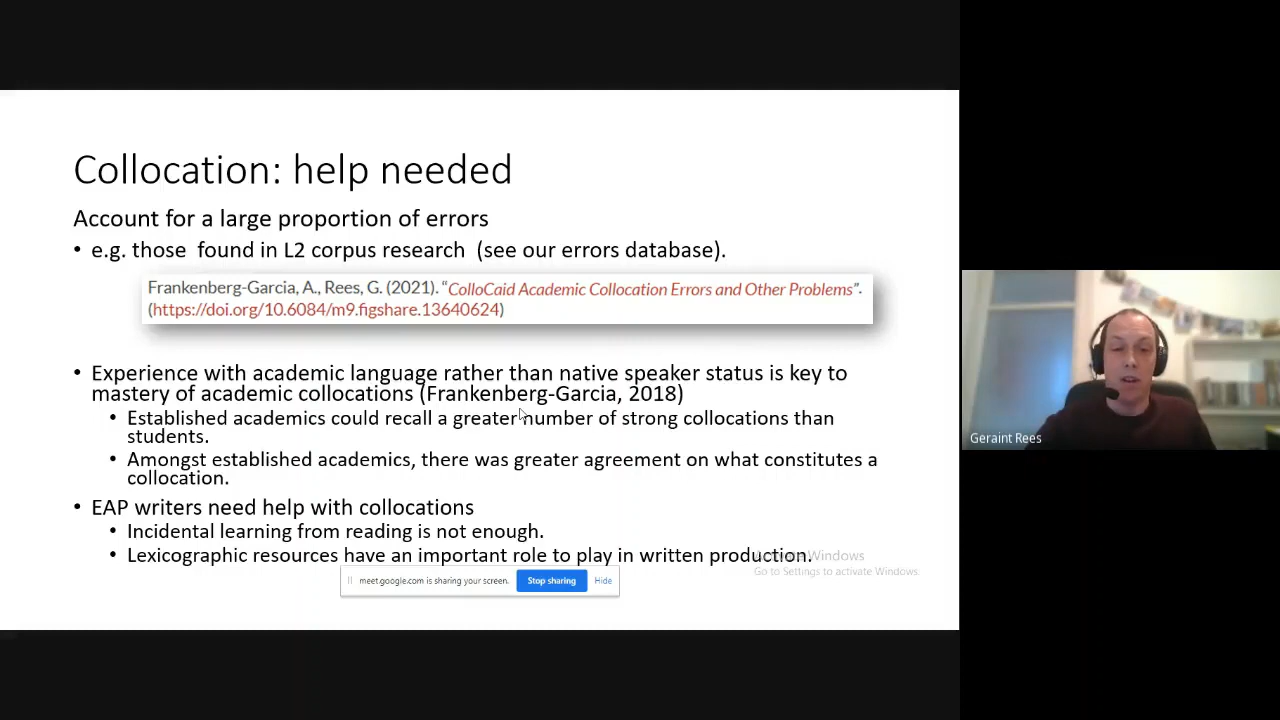 Collocation: help needed
Account for a large proportion of errors
• e.g. those found in L2 corpus research (see our errors database).
Frankenberg-Garcia, A., Rees, G. (2021). “ColloCaid Academic Collocation Errors and Other Problems”.
(https://doi.org/10.6084/m9.figshare.13640624)
• Experience with academic language rather than native speaker status is key to
mastery of academic collocations (Frankenberg-Garcia, 2018)
• Established academics could recall a greater number of strong collocations than
students.
• Amongst established academics, there was greater agreement on what constitutes a
collocation.
• EAP writers need help with collocations
• Incidental learning from reading is not enough.
• Lexicographic resources have an important role to play in written production.
Activate Windows
Go to Settings to activate Windows.
meet.google.com is sharing your screen.
Stop sharing
Hide
Geraint Rees